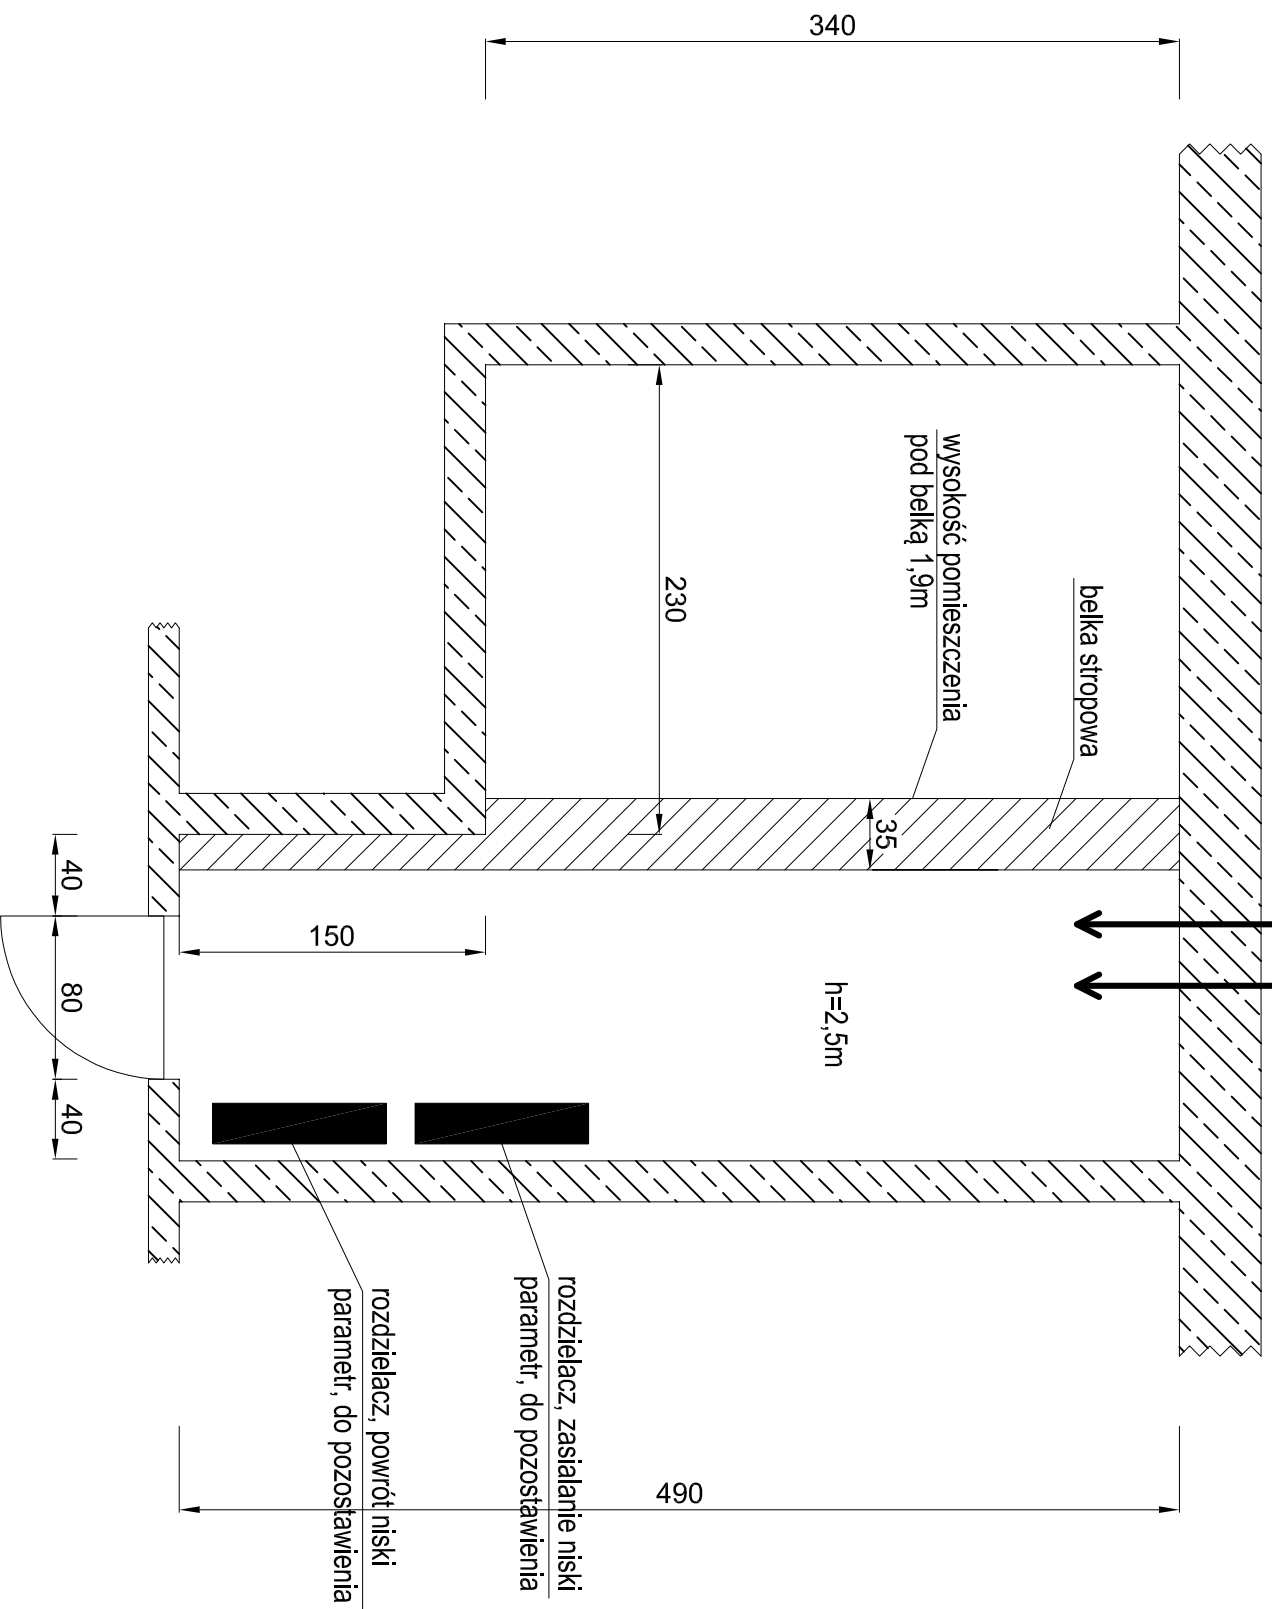 340
wysokość pomieszczenia
pod belką 1,9m
belka stropowa
230
35
40
150
80
h=2,5m
40
rozdzielacz, zasialanie niski
parametr, do pozostawienia
rozdzielacz, powrót niski
parametr, do pozostawienia
490